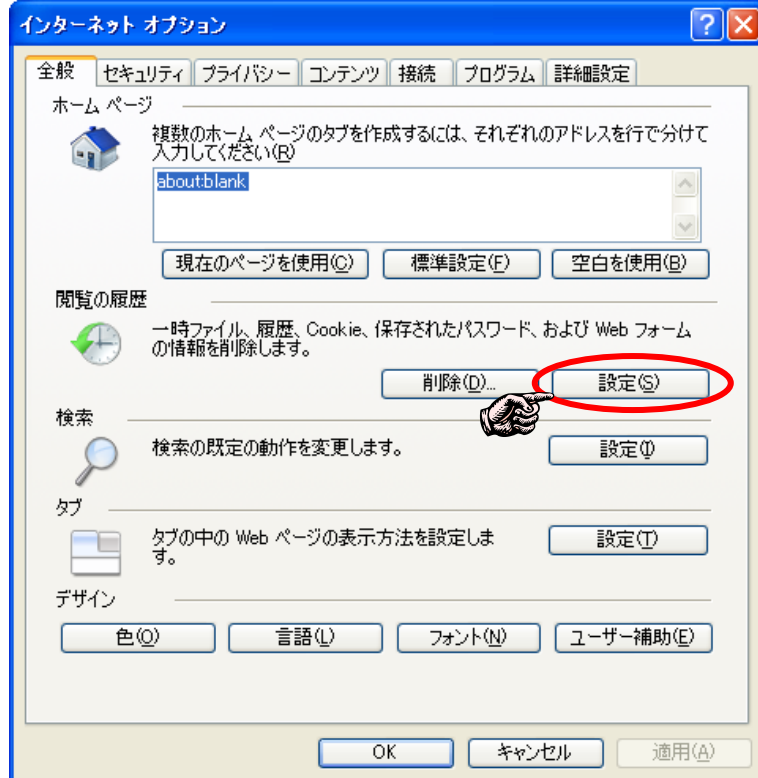 インターネット オプション
全般 セキュリティ プライバシー コンテンツ 接続 プログラム 詳細設定
ホーム ページ
複数のホーム ページのタブを作成するには、それぞれのアドレスを行で分けて
入力してください(R)
about:blank
現在のページを使用(C) 標準設定(F) 空白を使用(B)
閲覧の履歴
一時ファイル、履歴、Cookie、保存されたパスワード、および Web フォーム
の情報を削除します。
削除(D)... 設定(S)
検索
検索の既定の動作を変更します。
設定(I)
タブ
タブの中の Web ページの表示方法を設定しま
す。
設定(T)
デザイン
色(O) 言語(L) フォント(N) ユーザー補助(E)
OK キャンセル 適用(A)